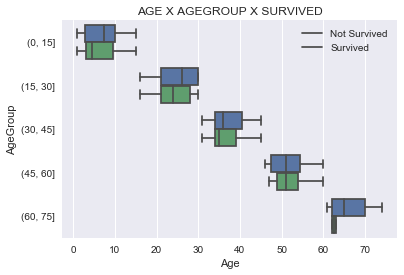 AGE X AGEGROUP X SURVIVED
Not Survived
Survived
(0, 15]
(15, 30]
(30, 45]
(45, 60]
(60, 75]
AgeGroup
0 10 20 30 40 50 60 70
Age